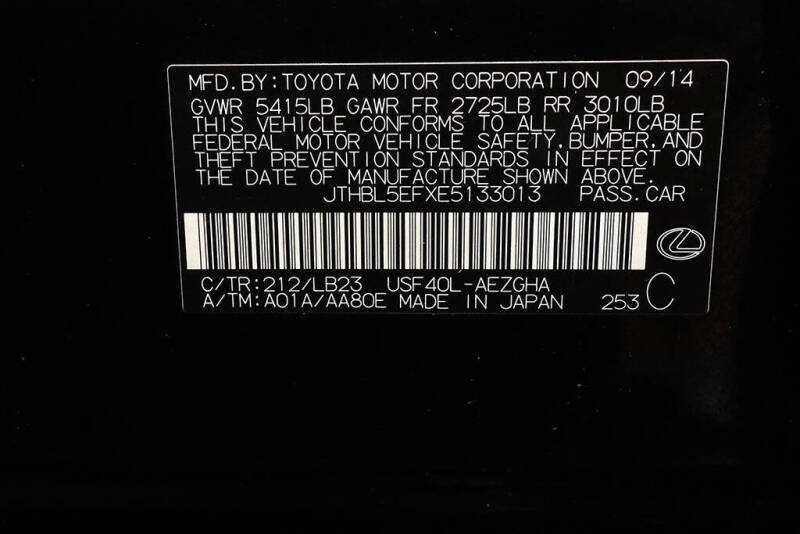 MFD.BY:TOYOTA MOTOR CORPORATION 09/14
GVWR 5415LB GAWR FR 2725LB RR 3010LB
THIS VEHICLE CONFORMS TO ALL APPLICABLE
FEDERAL MOTOR VEHICLE SAFETY,BUMPER,AND
THEFT PREVENTION STANDARDS IN EFFECT ON
THE DATE OF MANUFACTURE SHOWN ABOVE.
JTHBL5EFXE5133013 PASS.CAR
C/TR:212/LB23 USF40L-AEZGHA
A/TM:A01A/AA80E MADE IN JAPAN 253 C